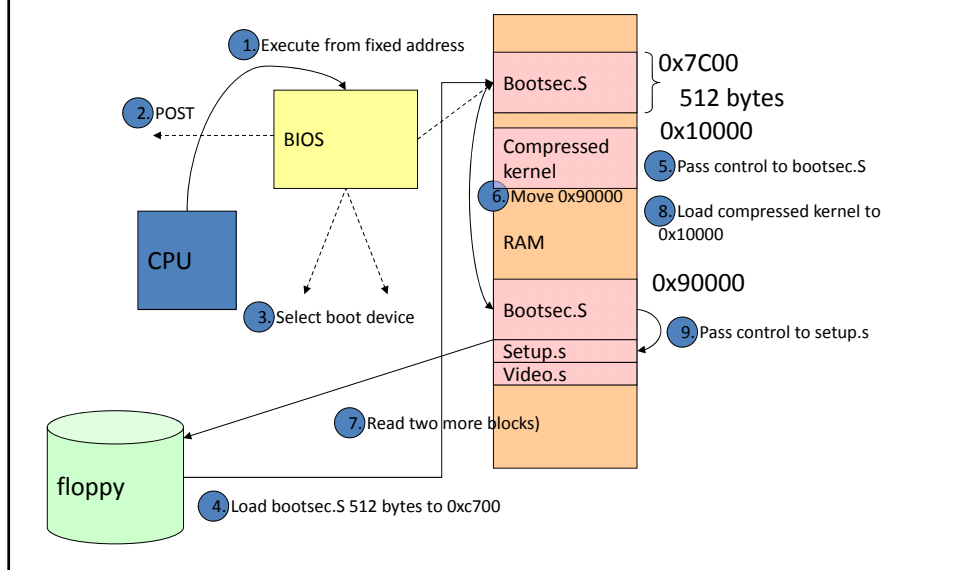 1. Execute from fixed address
2. POST
BIOS
CPU
3. Select boot device
floppy
7. Read two more blocks)
4. Load bootsec.S 512 bytes to 0xc700
Bootsec.S
0x7C00
512 bytes
0x10000
Compressed
kernel
5. Pass control to bootsec.S
6. Move 0x90000
8. Load compressed kernel to
0x10000
RAM
0x90000
Bootsec.S
9. Pass control to setup.s
Setup.s
Video.s